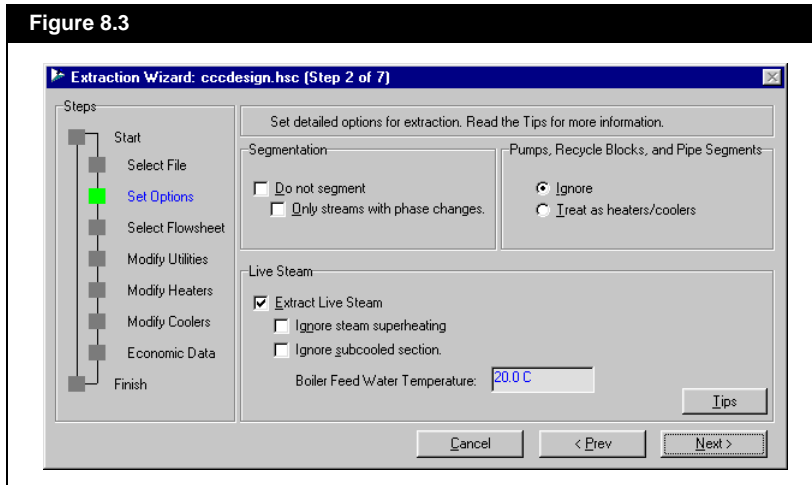 Figure 8.3
Extraction Wizard: cccdesign.hsc (Step 2 of 7)
Steps
Start
Select File
Set Options
Select Flowsheet
Modify Utilities
Modify Heaters
Modify Coolers
Economic Data
Finish
Set detailed options for extraction. Read the Tips for more information.
Segmentation
Do not segment
Only streams with phase changes.
Pumps, Recycle Blocks, and Pipe Segments
Ignore
Treat as heaters/coolers
Live Steam
Extract Live Steam
Ignore steam superheating
Ignore subcooled section.
Boiler Feed Water Temperature: 20.0 C
Tips
Cancel
< Prev
Next >